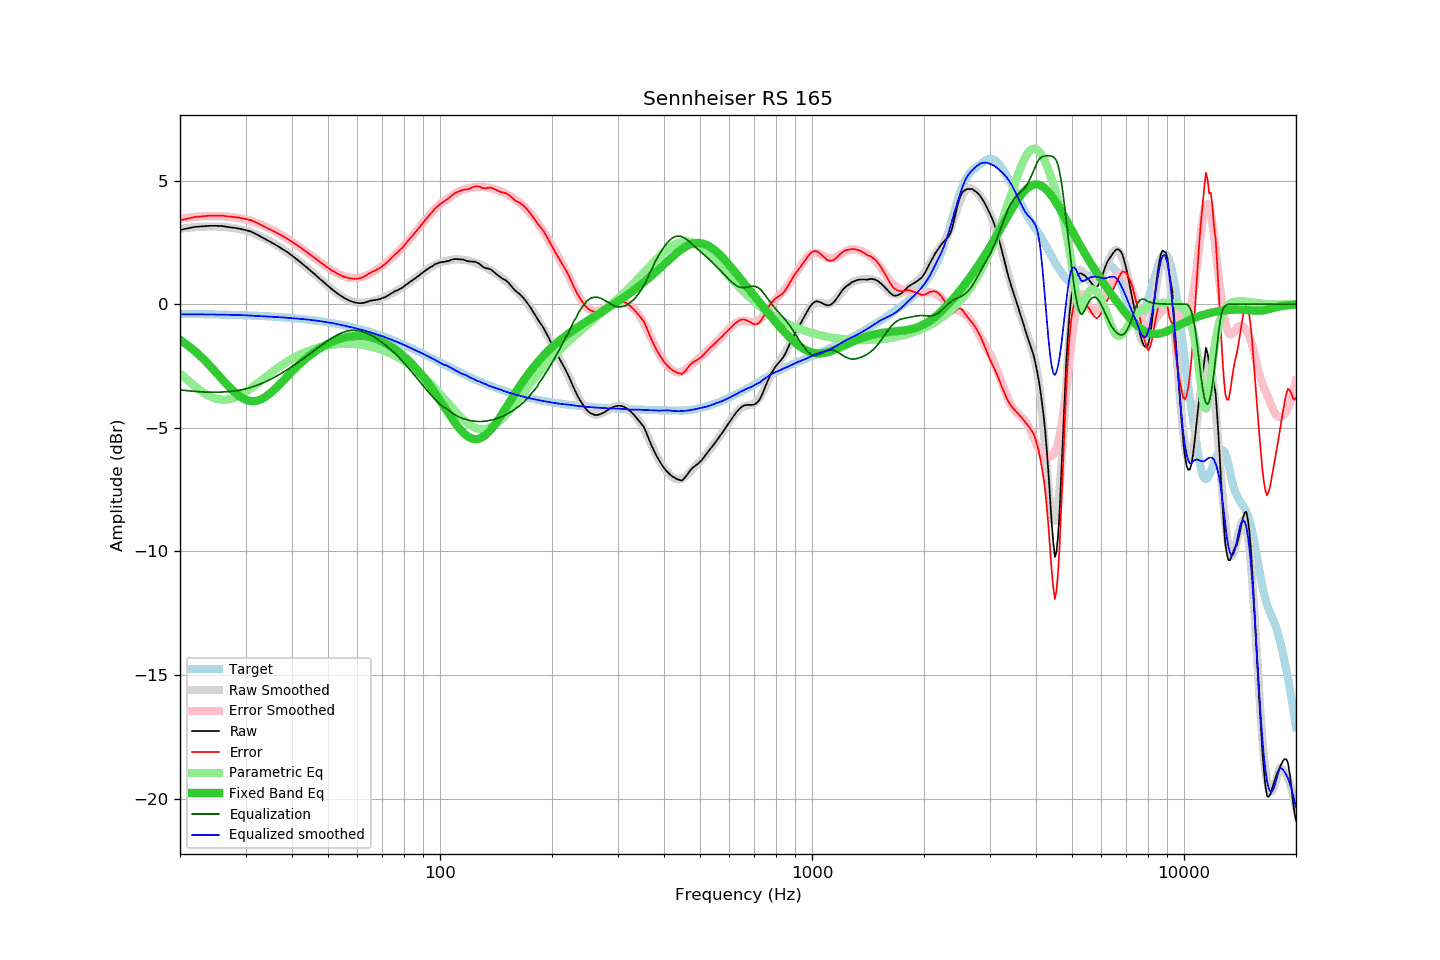 Sennheiser RS 165
5
0
−5
−10
−15
−20
Amplitude (dBr)
Target
Raw Smoothed
Error Smoothed
Raw
Error
Parametric Eq
Fixed Band Eq
Equalization
Equalized smoothed
100 1000 10000
Frequency (Hz)